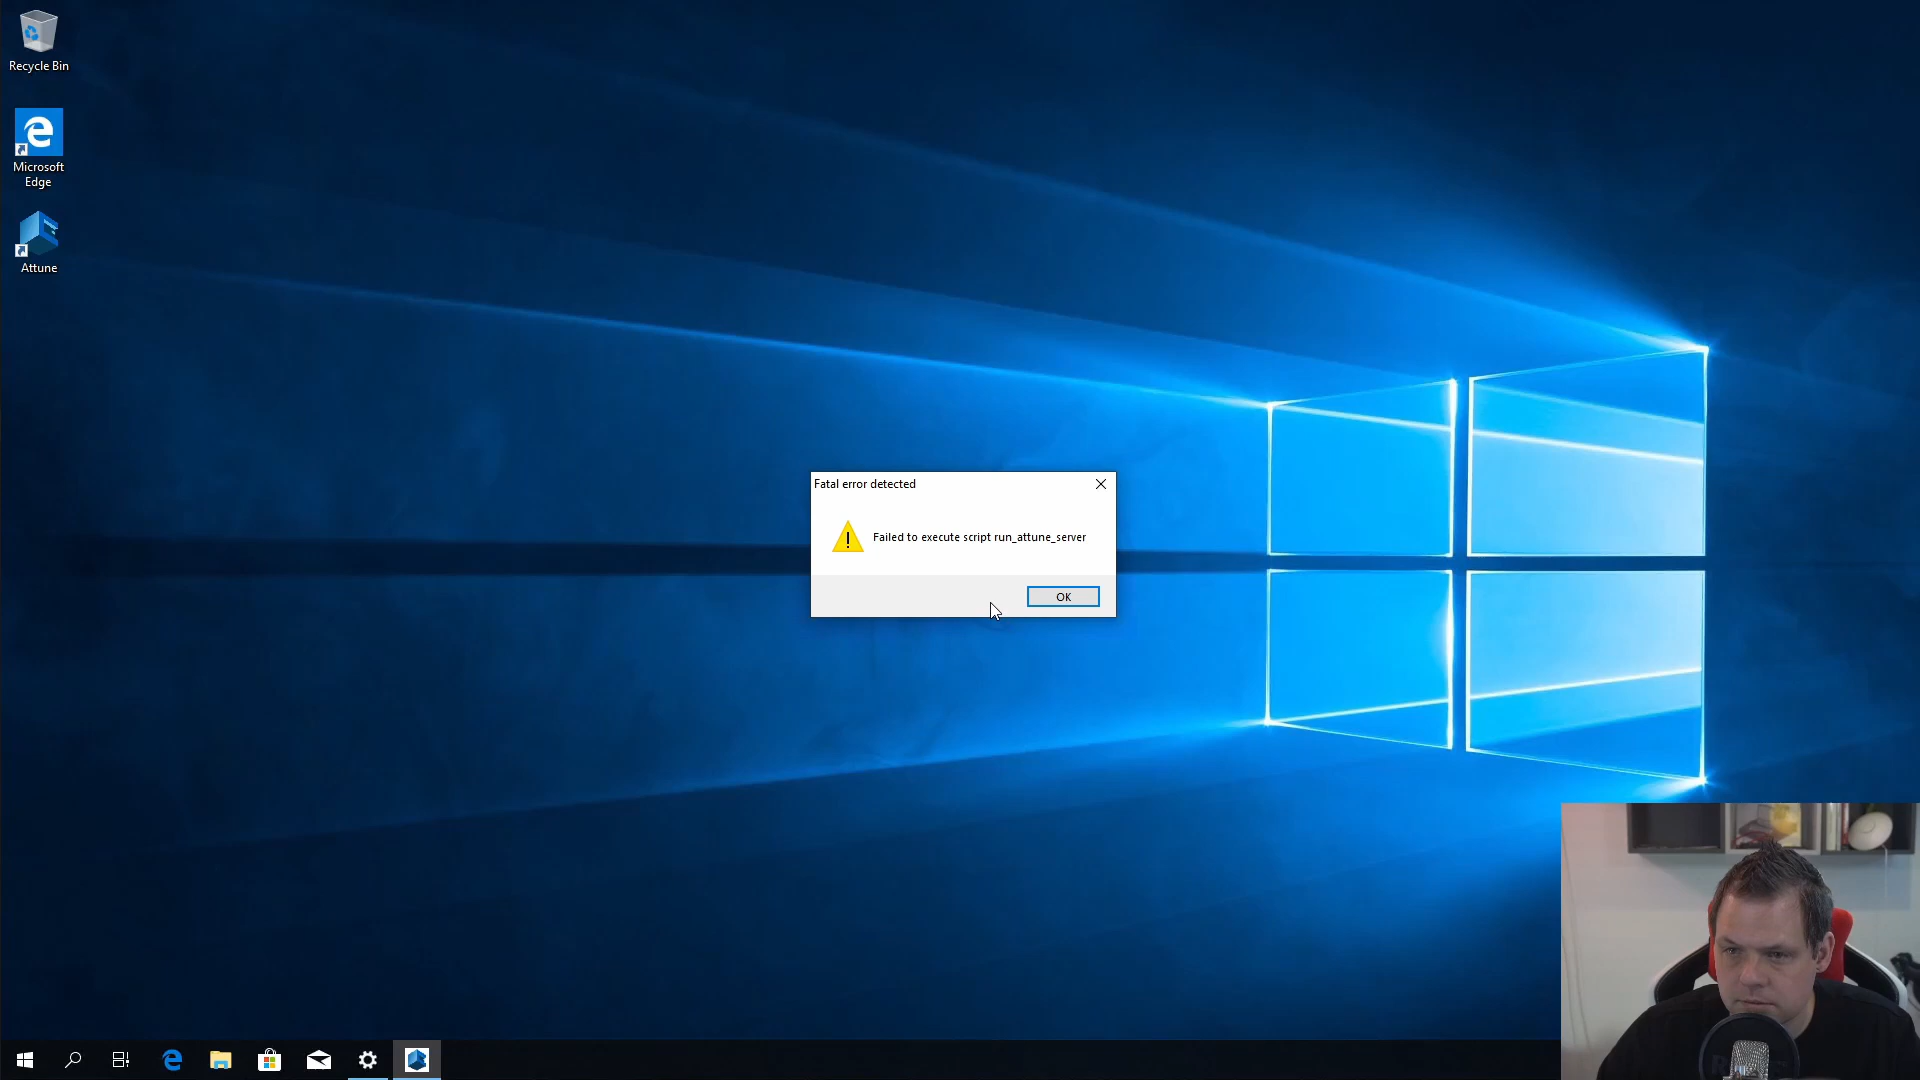 Recycle Bin
Microsoft
Edge
Attune
Fatal error detected
Failed to execute script run_attune_server
OK